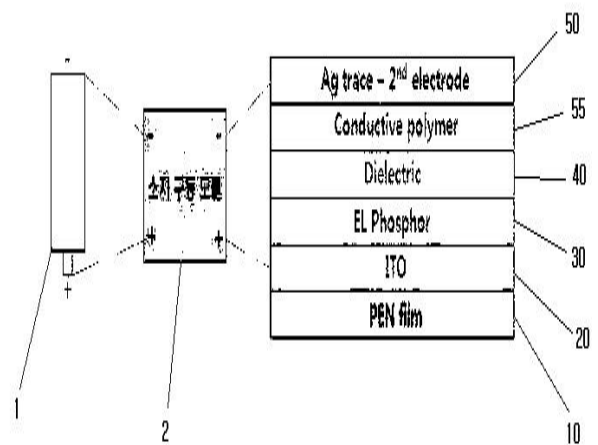 50
Ag trace – 2nd electrode
55
Conductive polymer
40
Dielectric
EL Phosphor
30
ITO
20
PEN film
10
- - -
소자 구동 모듈
+ + +
1
2